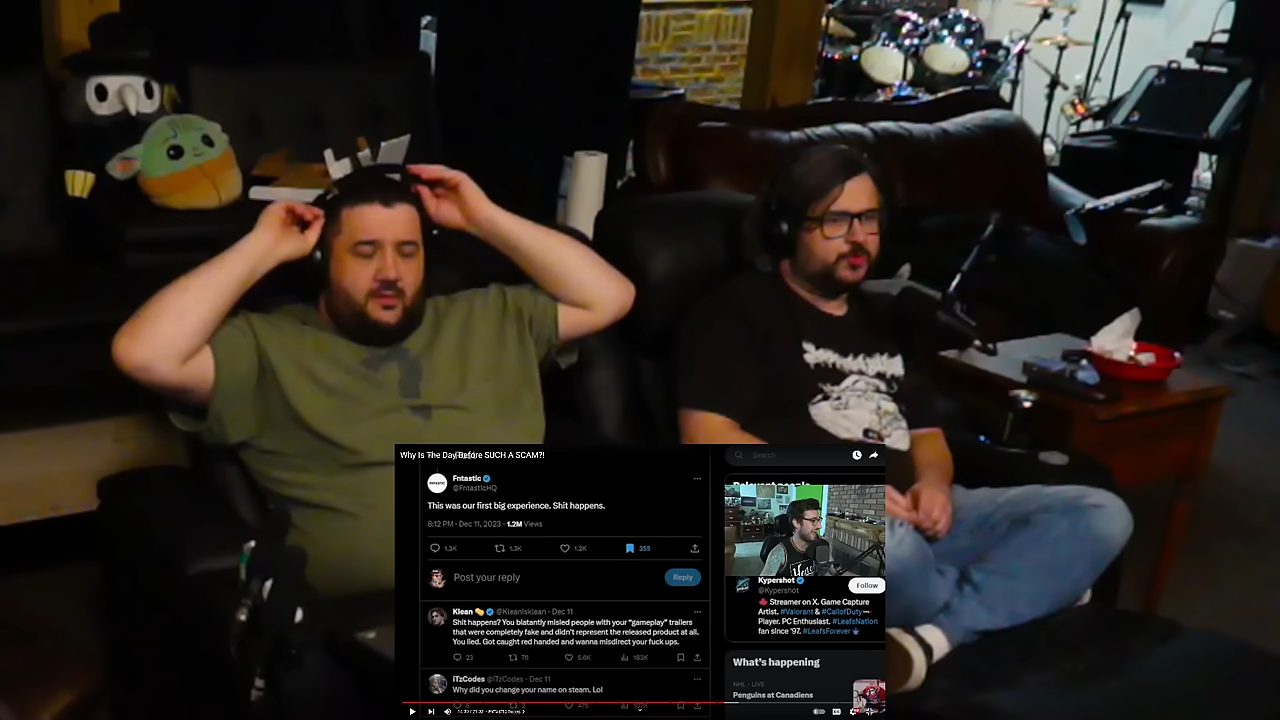 Why Is The Day Before SUCH A SCAM?!
Search
Fntastic
@FntasticHQ
This was our first big experience. Shit happens.
8:12 PM · Dec 11, 2023 · 1.2M Views
1.3K 1.3K 1.2K 355
Post your reply
Reply
Klean @KleanIsklean · Dec 11
Shit happens? You blatantly misled people with your "gameplay" trailers
that were completely fake and didn't represent the released product at all.
You lied. Got caught red handed and wanna misdirect your fuck ups.
23 76 5.6K 183K
iTzCodes @iTzCodes · Dec 11
Why did you change your name on steam. Lol
Relevant people
Kypershot
@Kypershot
Follow
Streamer on X. Game Capture
Artist. #Valorant & #CallofDuty
Player. PC Enthusiast. #LeafsNation
fan since '97. #LeafsForever
What's happening
NHL · LIVE
Penguins at Canadiens